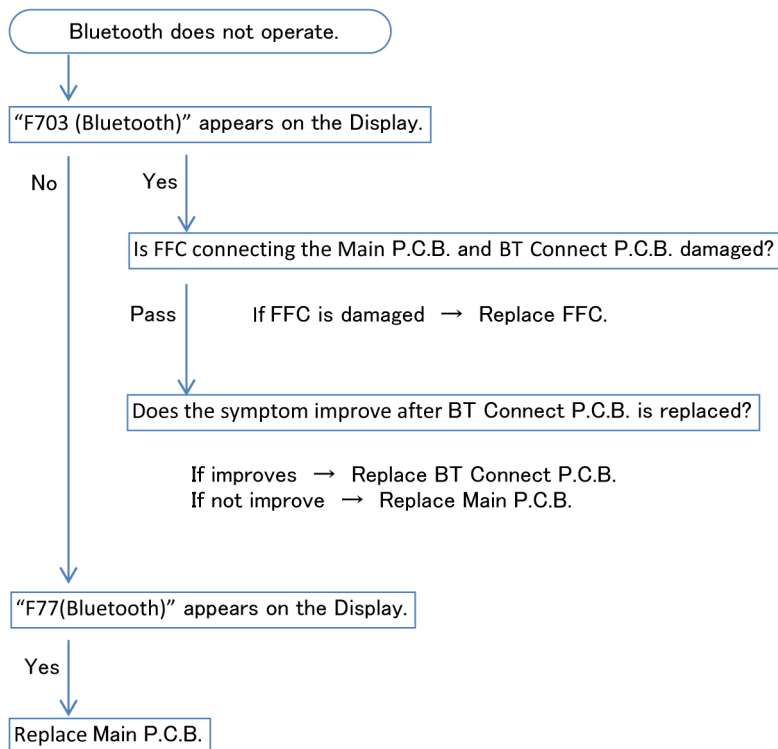 Bluetooth does not operate.
“F703 (Bluetooth)” appears on the Display.
No
Yes
Is FFC connecting the Main P.C.B. and BT Connect P.C.B. damaged?
Pass
If FFC is damaged → Replace FFC.
Does the symptom improve after BT Connect P.C.B. is replaced?
If improves → Replace BT Connect P.C.B.
If not improve → Replace Main P.C.B.
“F77(Bluetooth)” appears on the Display.
Yes
Replace Main P.C.B.